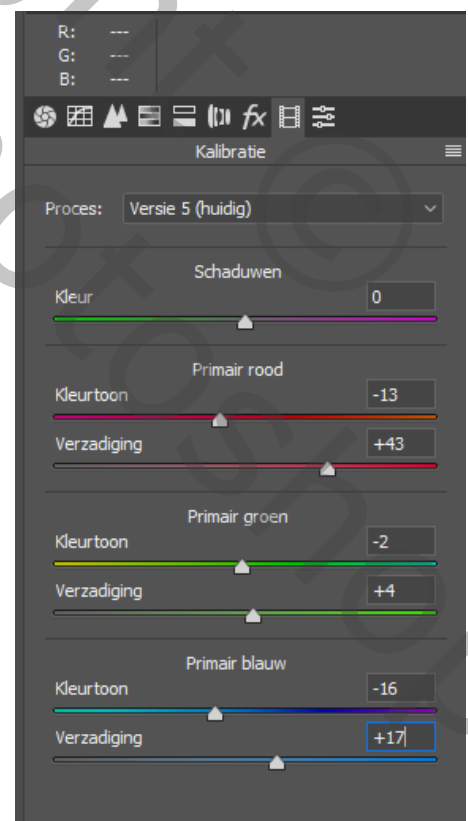 R: ---
G: ---
B: ---
fx
Kalibratie
Proces: Versie 5 (huidig)
Schaduwen
Kleur 0
Primair rood
Kleurtoon -13
Verzadiging +43
Primair groen
Kleurtoon -2
Verzadiging +4
Primair blauw
Kleurtoon -16
Verzadiging +17